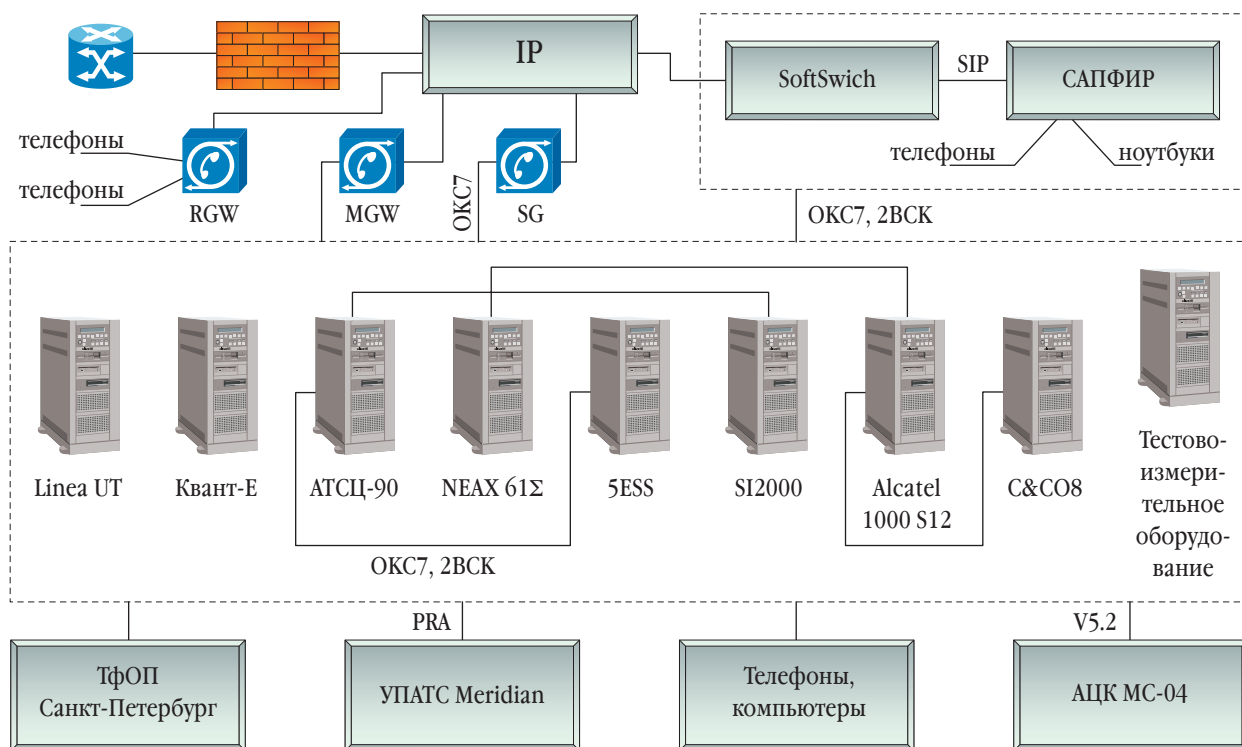 IP
SoftSwich
SIP
САПФИР
телефоны
ноутбуки
телефоны
телефоны
RGW
MGW
ОКС7
SG
ОКС7, 2ВСК
Linea UT
Квант-Е
АТСЦ-90
NEAX 61Σ
5ESS
SI2000
Alcatel
1000 S12
C&CO8
Тестово-
измери-
тельное
оборудо-
вание
ОКС7, 2ВСК
PRA
V5.2
ТфОП
Санкт-Петербург
УПАТС Meridian
Телефоны,
компьютеры
АЦК МС-04